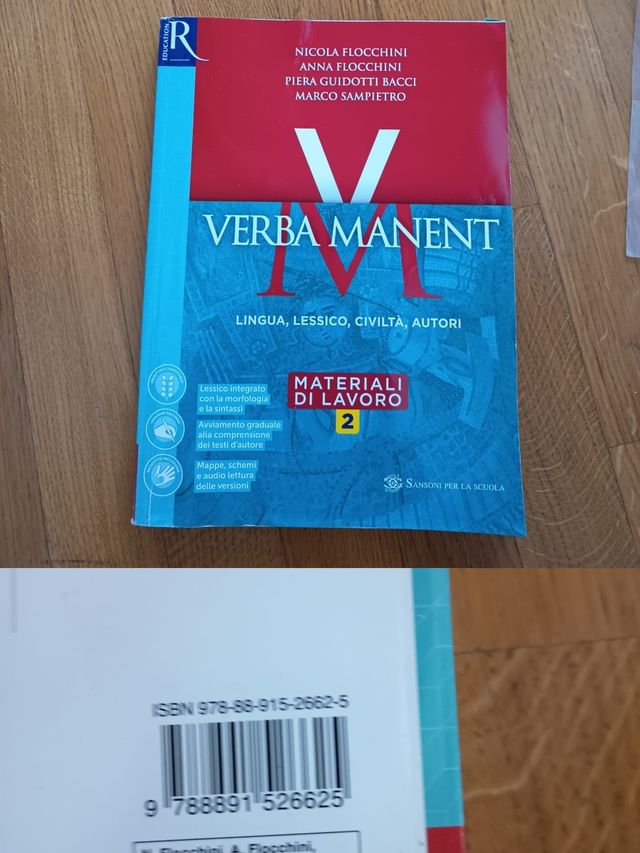 EDUCATION
R
NICOLA FLOCCHINI
ANNA FLOCCHINI
PIERA GUIDOTTI BACCI
MARCO SAMPIETRO
V
M
VERBA MANENT
LINGUA, LESSICO, CIVILTÀ, AUTORI
MATERIALI
DI LAVORO
2
Lessico integrato
con la morfologia
e la sintassi
Avviamento graduale
alla comprensione
dei testi d'autore
Mappe, schemi
e audio lettura
delle versioni
SANSONI PER LA SCUOLA
ISBN 978-88-915-2662-5
9 788891 526625
N. Flocchini, A. Flocchini,